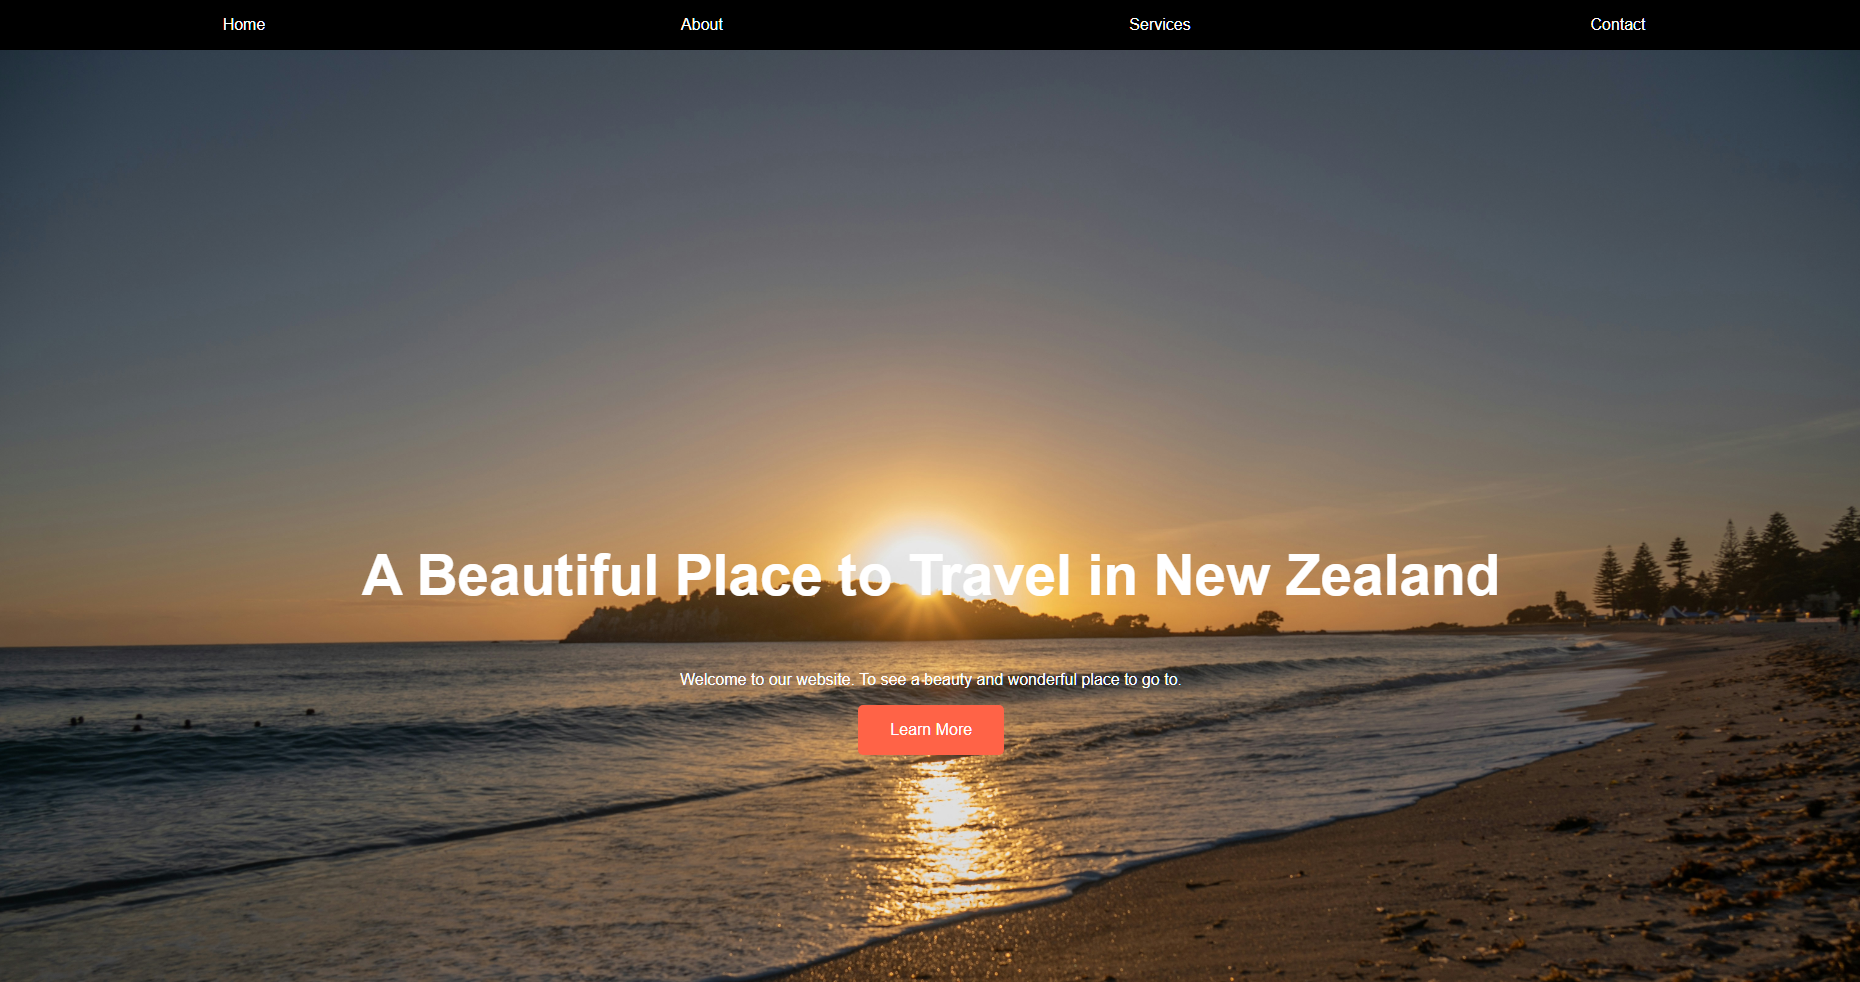 Home About Services Contact
A Beautiful Place to Travel in New Zealand
Welcome to our website. To see a beauty and wonderful place to go to.
Learn More